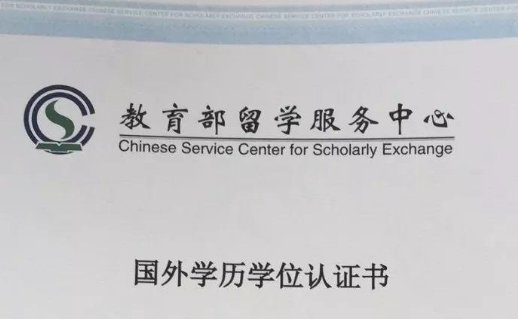 教育部留学服务中心
Chinese Service Center for Scholarly Exchange
国外学历学位认证书